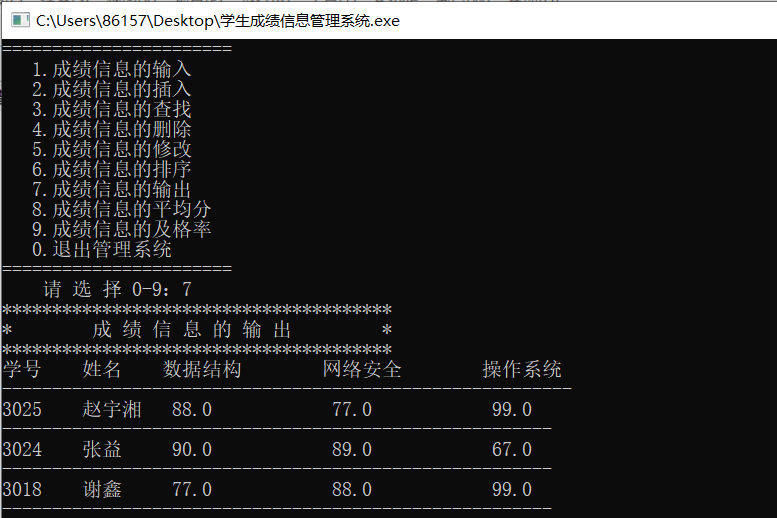 C:\Users\86157\Desktop\学生成绩信息管理系统.exe
=======================
1.成绩信息的输入
2.成绩信息的插入
3.成绩信息的查找
4.成绩信息的删除
5.成绩信息的修改
6.成绩信息的排序
7.成绩信息的输出
8.成绩信息的平均分
9.成绩信息的及格率
0.退出管理系统
=======================
请 选 择 0-9: 7
***************************************
* 成 绩 信 息 的 输 出 *
***************************************
学号 姓名 数据结构 网络安全 操作系统
---------------------------------------------------------
3025 赵宇湘 88.0 77.0 99.0
-------------------------------------------------------
3024 张益 90.0 89.0 67.0
-------------------------------------------------------
3018 谢鑫 77.0 88.0 99.0
-------------------------------------------------------